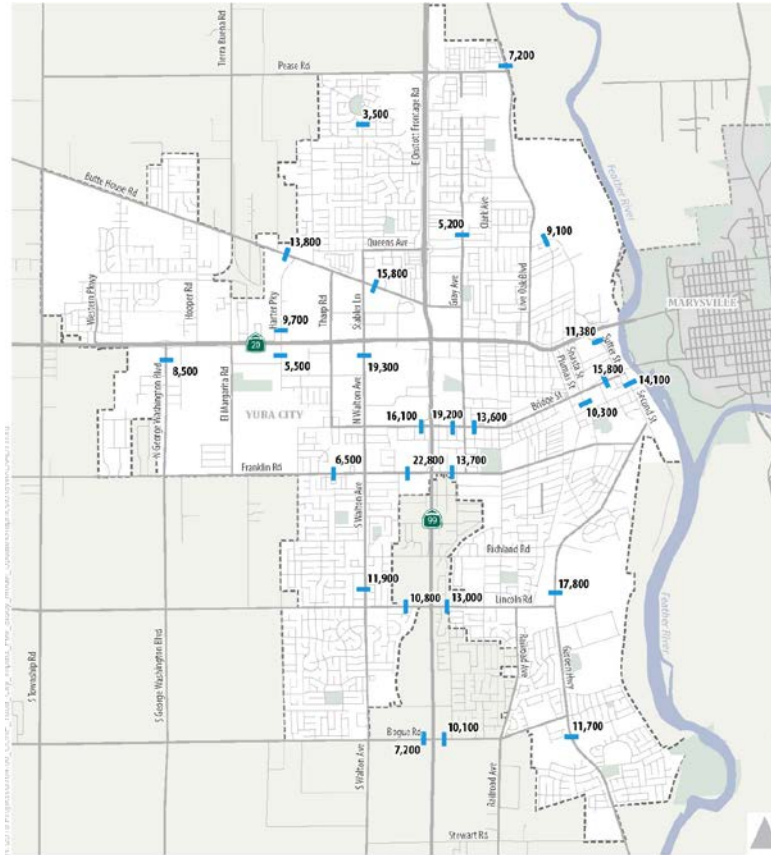 Tierra Buena Rd
Pease Rd
7,200
3,500
E Onstott Frontage Rd
Butte House Rd
Feather River
5,200
Clark Ave
9,100
Queens Ave
13,800
15,800
Western Pkwy
Hooper Rd
Harter Pky
Tharp Rd
Stabler Ln
Gray Ave
Live Oak Blvd
MARYSVILLE
9,700
20
11,380
Sutter St
Shasta St
Plumas St
8,500
5,500
19,300
15,800
14,100
N George Washington Blvd
El Margarita Rd
YUBA CITY
N Walton Ave
Bridge St
10,300
Second St
16,100
19,200
13,600
Franklin Rd
6,500
22,800
13,700
S Walton Ave
99
Richland Rd
11,900
10,800
13,000
Lincoln Rd
17,800
Feather River
S Township Rd
S George Washington Blvd
Railroad Ave
Garden Hwy
Bogue Rd
10,100
7,200
11,700
S Walton Ave
Railroad Ave
Stewart Rd